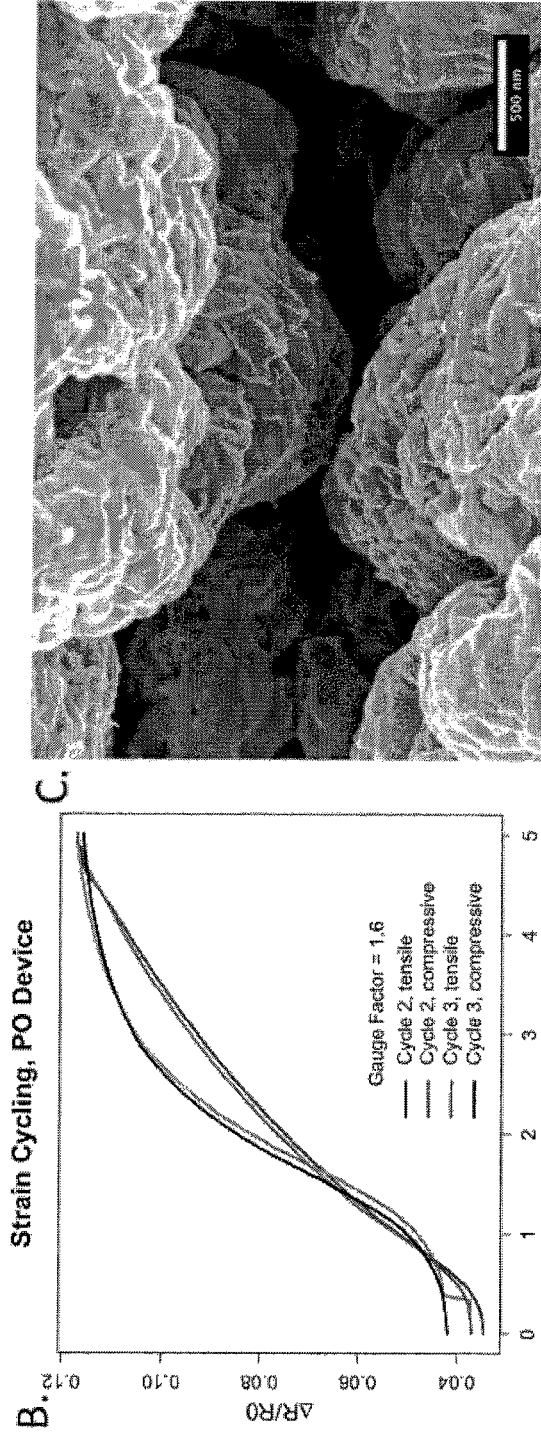 B.
Strain Cycling, PO Device
ΔR/R0
0.12
0.10
0.08
0.06
0.04
Gauge Factor = 1.6
Cycle 2, tensile
Cycle 2, compressive
Cycle 3, tensile
Cycle 3, compressive
0 1 2 3 4 5
C.
500 nm